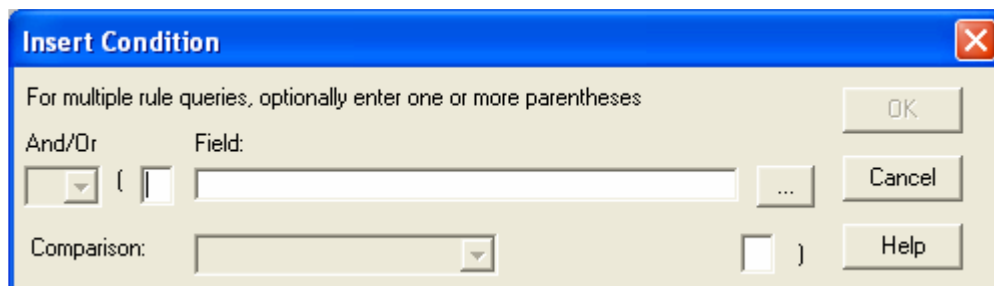 Insert Condition
For multiple rule queries, optionally enter one or more parentheses
OK
And/Or Field:
( ...
Cancel
Comparison: )
Help